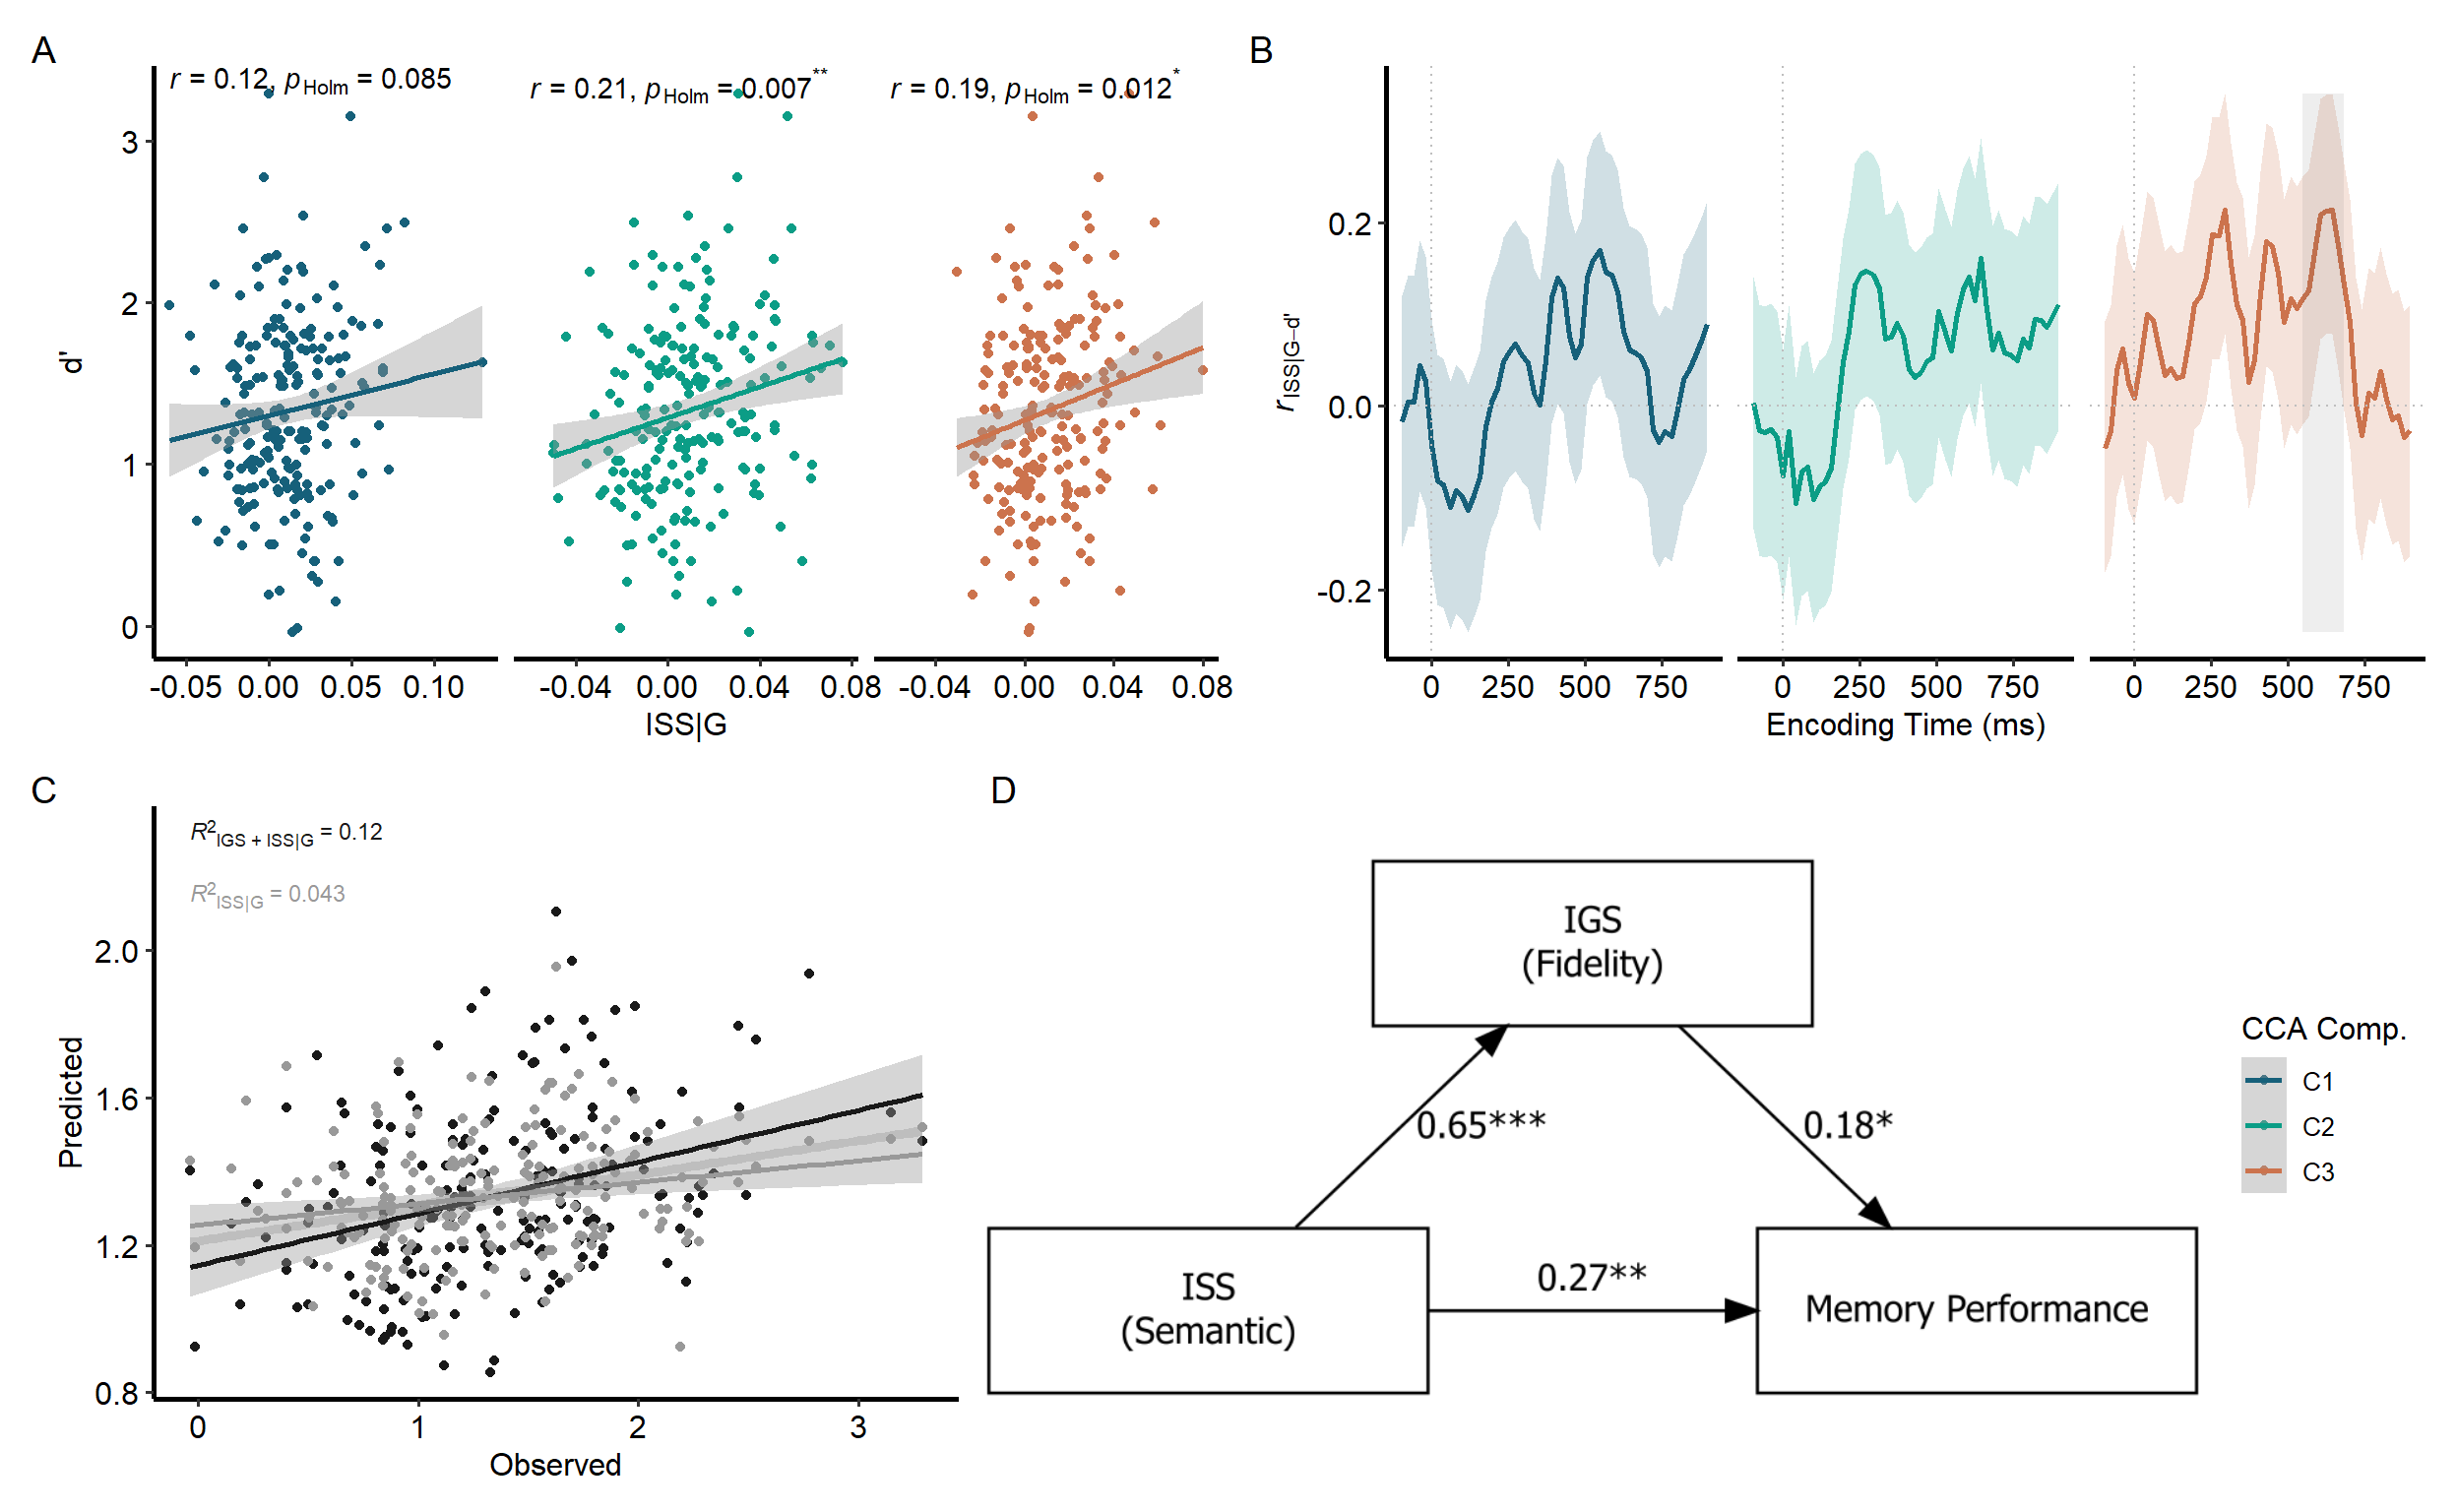 A
r = 0.12, pHolm = 0.085
r = 0.21, pHolm = 0.007**
r = 0.19, pHolm = 0.012*
d'
3
2
1
0
-0.05 0.00 0.05 0.10
-0.04 0.00 0.04 0.08
-0.04 0.00 0.04 0.08
ISS|G
B
rISS|G–d'
0.2
0.0
-0.2
0 250 500 750
0 250 500 750
0 250 500 750
Encoding Time (ms)
C
R2IGS + ISS|G = 0.12
R2ISS|G = 0.043
Predicted
2.0
1.6
1.2
0.8
0 1 2 3
Observed
D
IGS
(Fidelity)
0.65***
0.18*
0.27**
ISS
(Semantic)
Memory Performance
CCA Comp.
C1
C2
C3